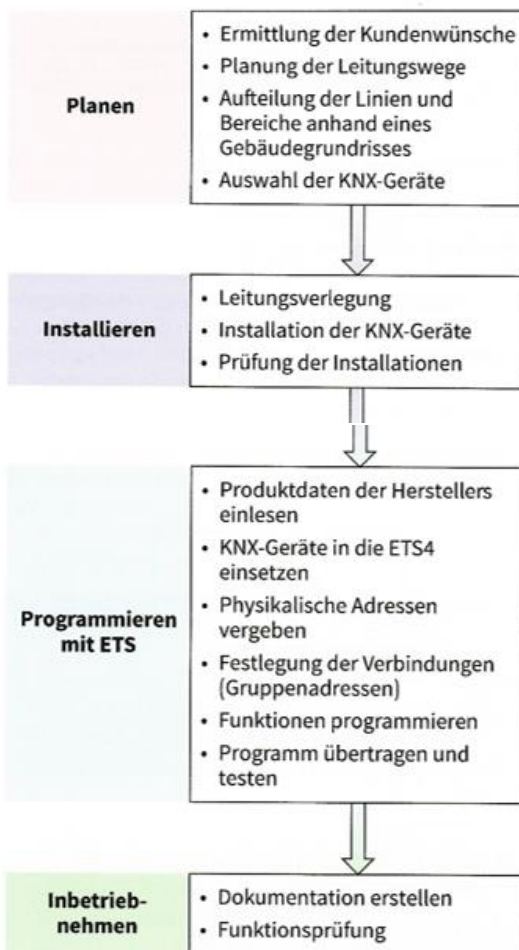 Planen
• Ermittlung der Kundenwünsche
• Planung der Leitungswege
• Aufteilung der Linien und
Bereiche anhand eines
Gebäudegrundrisses
• Auswahl der KNX-Geräte
Installieren
• Leitungsverlegung
• Installation der KNX-Geräte
• Prüfung der Installationen
Programmieren
mit ETS
• Produktdaten der Herstellers
einlesen
• KNX-Geräte in die ETS4
einsetzen
• Physikalische Adressen
vergeben
• Festlegung der Verbindungen
(Gruppenadressen)
• Funktionen programmieren
• Programm übertragen und
testen
Inbetrieb-
nehmen
• Dokumentation erstellen
• Funktionsprüfung